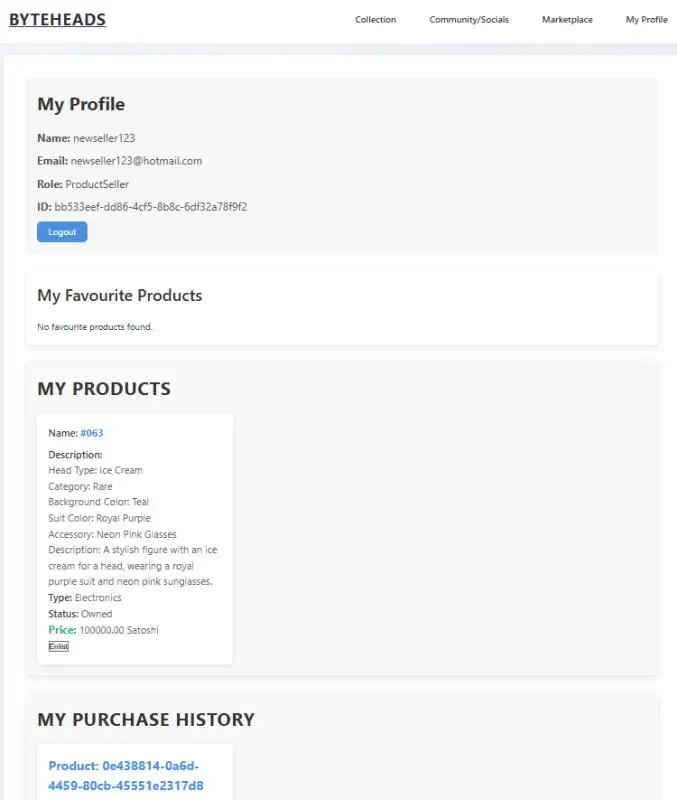 BYTEHEADS
Collection Community/Socials Marketplace My Profile
My Profile
Name: newseller123
Email: newseller123@hotmail.com
Role: ProductSeller
ID: bb533eef-dd86-4cf5-8b8c-6df32a78f9f2
Logout
My Favourite Products
No favourite products found.
MY PRODUCTS
Name: #063
Description:
Head Type: Ice Cream
Category: Rare
Background Color: Teal
Suit Color: Royal Purple
Accessory: Neon Pink Glasses
Description: A stylish figure with an ice
cream for a head, wearing a royal
purple suit and neon pink sunglasses.
Type: Electronics
Status: Owned
Price: 100000.00 Satoshi
Enlist
MY PURCHASE HISTORY
Product: 0e438814-0a6d-
4459-80cb-45551e2317d8